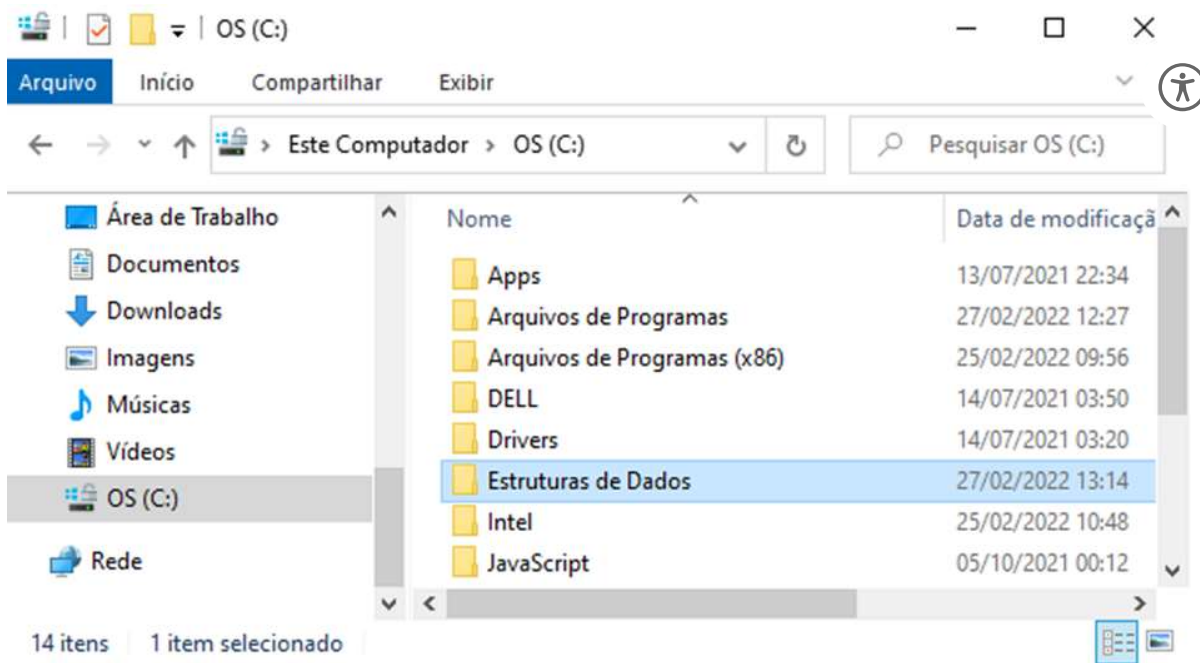 OS (C:)
Arquivo Início Compartilhar Exibir
Este Computador > OS (C:) Pesquisar OS (C:)
Área de Trabalho
Documentos
Downloads
Imagens
Músicas
Vídeos
OS (C:)
Rede
Nome Data de modificaçã
Apps 13/07/2021 22:34
Arquivos de Programas 27/02/2022 12:27
Arquivos de Programas (x86) 25/02/2022 09:56
DELL 14/07/2021 03:50
Drivers 14/07/2021 03:20
Estruturas de Dados 27/02/2022 13:14
Intel 25/02/2022 10:48
JavaScript 05/10/2021 00:12
14 itens 1 item selecionado